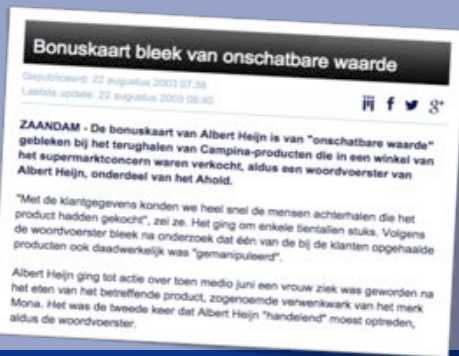 Bonuskaart bleek van onschatbare waarde
Gepubliceerd: 22 augustus 2003 07:56
Laatste update: 22 augustus 2003 08:40
ZAANDAM - De bonuskaart van Albert Heijn is van "onschatbare waarde"
gebleken bij het terughalen van Campina-producten die in een winkel van
het supermarktconcern waren verkocht, aldus een woordvoerster van
Albert Heijn, onderdeel van het Ahold.
"Met de klantgegevens konden we heel snel de mensen achterhalen die het
product hadden gekocht", zei ze. Het ging om enkele tientallen stuks. Volgens
de woordvoerster bleek na onderzoek dat één van de bij de klanten opgehaalde
producten ook daadwerkelijk was "gemanipuleerd".
Albert Heijn ging tot actie over toen medio juni een vrouw ziek was geworden na
het eten van het betreffende product, zogenoemde verwenkwark van het merk
Mona. Het was de tweede keer dat Albert Heijn "handelend" moest optreden,
aldus de woordvoerster.